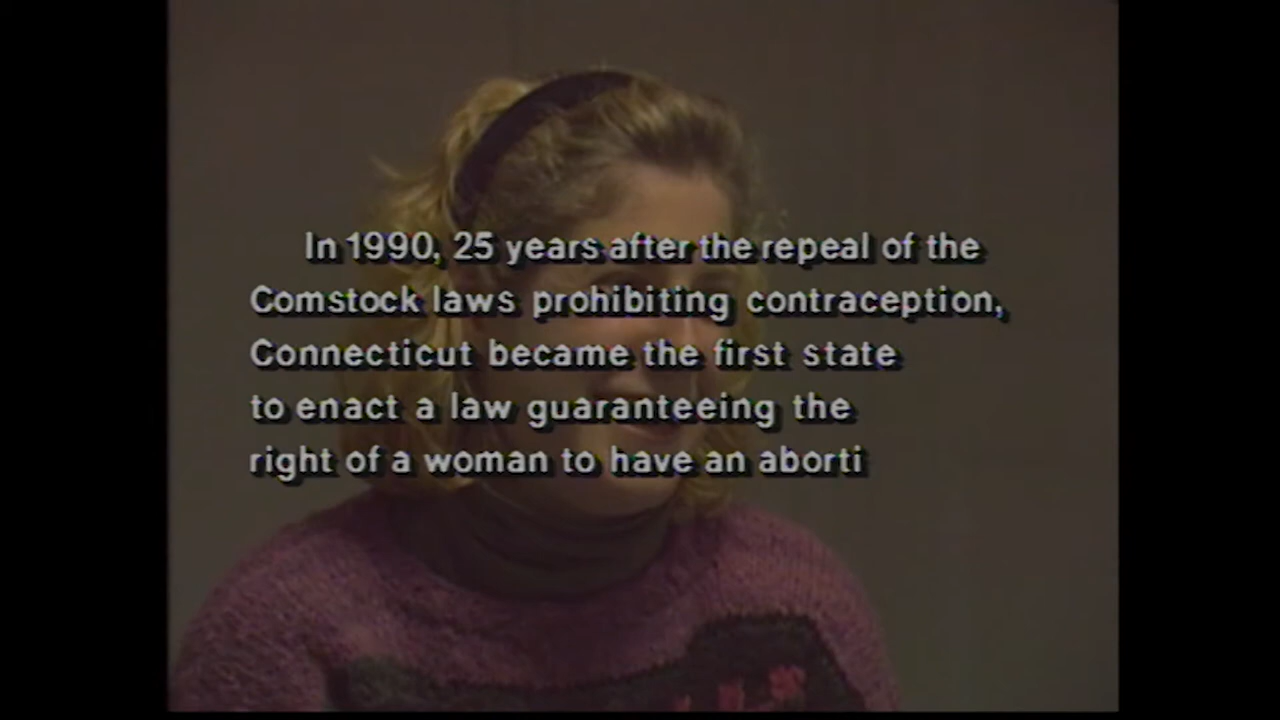 In 1990, 25 years after the repeal of the
Comstock laws prohibiting contraception,
Connecticut became the first state
to enact a law guaranteeing the
right of a woman to have an aborti